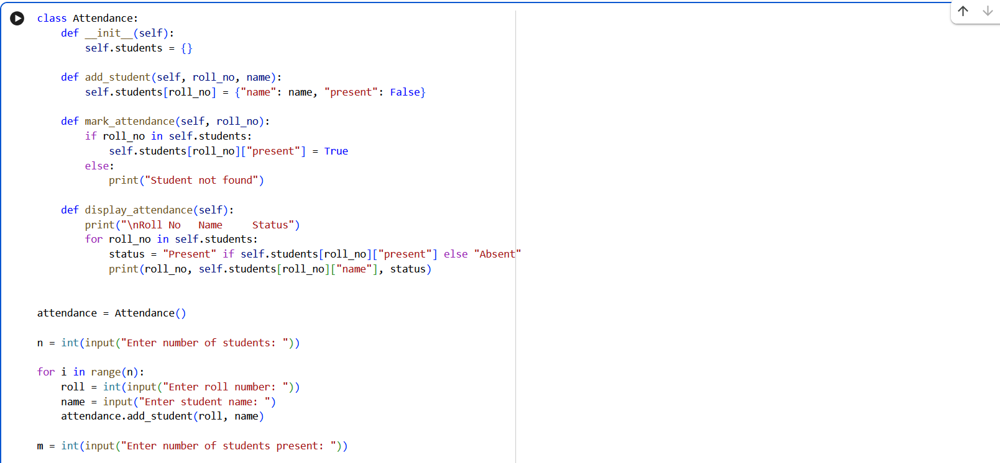 class Attendance:
    def __init__(self):
        self.students = {}

    def add_student(self, roll_no, name):
        self.students[roll_no] = {"name": name, "present": False}

    def mark_attendance(self, roll_no):
        if roll_no in self.students:
            self.students[roll_no]["present"] = True
        else:
            print("Student not found")

    def display_attendance(self):
        print("\nRoll No   Name     Status")
        for roll_no in self.students:
            status = "Present" if self.students[roll_no]["present"] else "Absent"
            print(roll_no, self.students[roll_no]["name"], status)


attendance = Attendance()

n = int(input("Enter number of students: "))

for i in range(n):
    roll = int(input("Enter roll number: "))
    name = input("Enter student name: ")
    attendance.add_student(roll, name)

m = int(input("Enter number of students present: "))